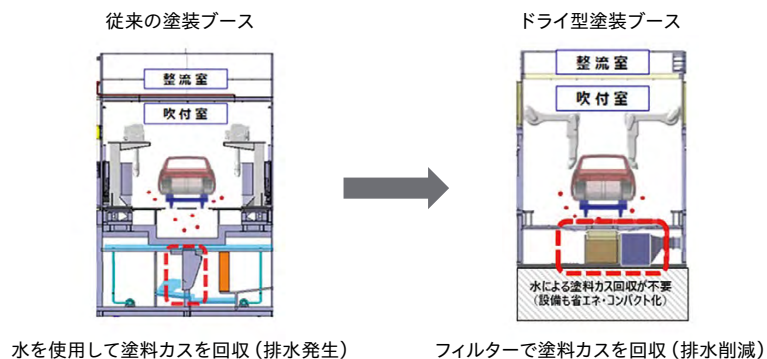 従来の塗装ブース
ドライ型塗装ブース
整流室
吹付室
整流室
吹付室
水による塗料カス回収が不要
(設備も省エネ・コンパクト化)
水を使用して塗料カスを回収(排水発生)
フィルターで塗料カスを回収(排水削減)